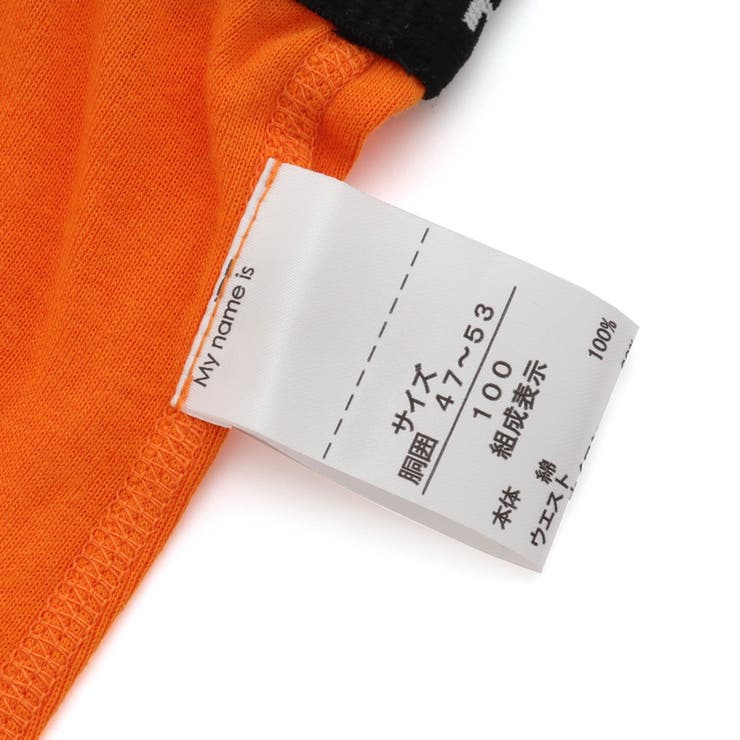 My name is
サイズ
胴囲 47～53
100
組成表示
本体 綿 100%
ウエスト